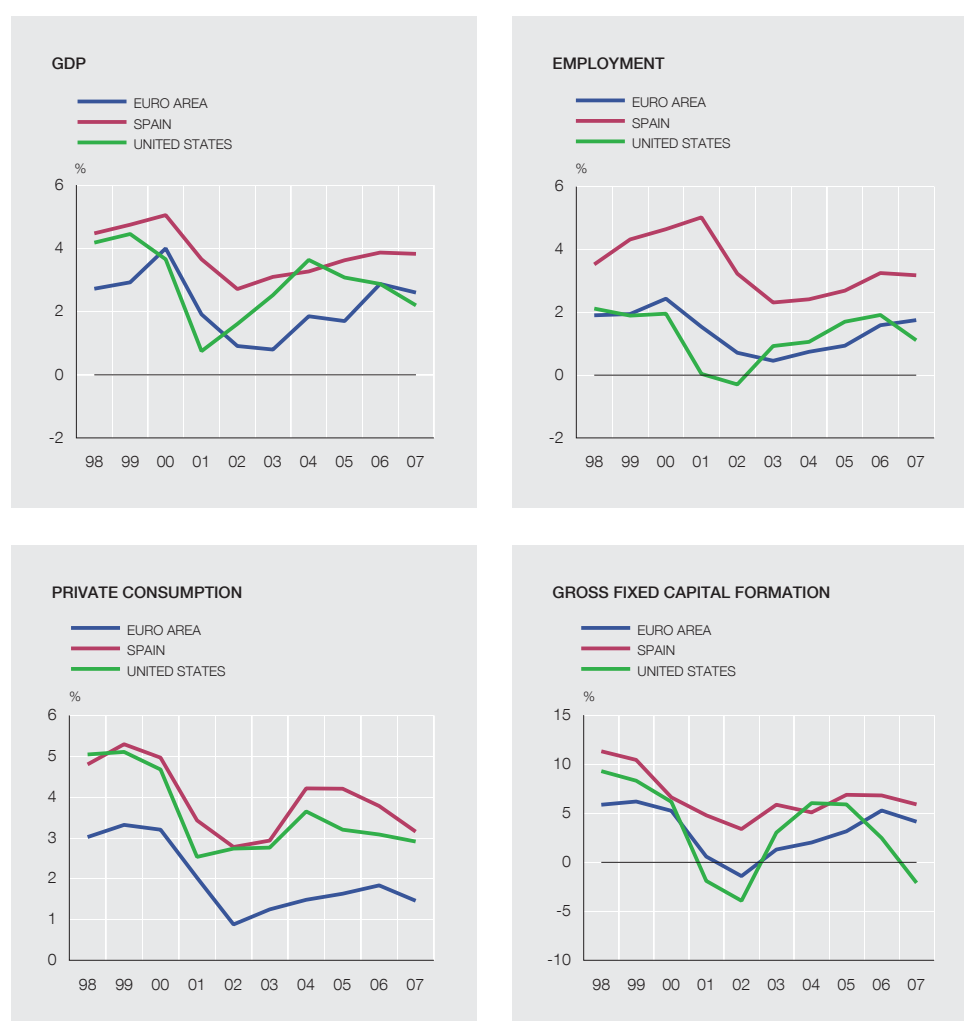 GDP
EURO AREA
SPAIN
UNITED STATES
%
6
4
2
0
-2
98 99 00 01 02 03 04 05 06 07
EMPLOYMENT
EURO AREA
SPAIN
UNITED STATES
%
6
4
2
0
-2
98 99 00 01 02 03 04 05 06 07
PRIVATE CONSUMPTION
EURO AREA
SPAIN
UNITED STATES
%
6
5
4
3
2
1
0
98 99 00 01 02 03 04 05 06 07
GROSS FIXED CAPITAL FORMATION
EURO AREA
SPAIN
UNITED STATES
%
15
10
5
0
-5
-10
98 99 00 01 02 03 04 05 06 07